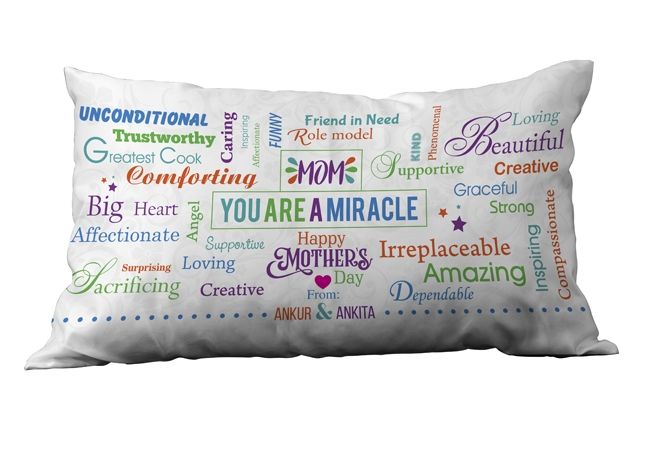 UNCONDITIONAL
Trustworthy
Greatest Cook
Comforting
Caring
Inspiring
Affectionate
FUNNY
Friend in Need
Role model
KIND
Phenomenal
Supportive
Loving
Beautiful
Creative
Graceful
Strong
MOM
YOU ARE A MIRACLE
Big Heart
Angel
Affectionate
Supportive
Surprising
Loving
Sacrificing
Creative
Happy
MOTHER'S
Day
From:
ANKUR & ANKITA
Irreplaceable
Amazing
Dependable
Inspiring
Compassionate